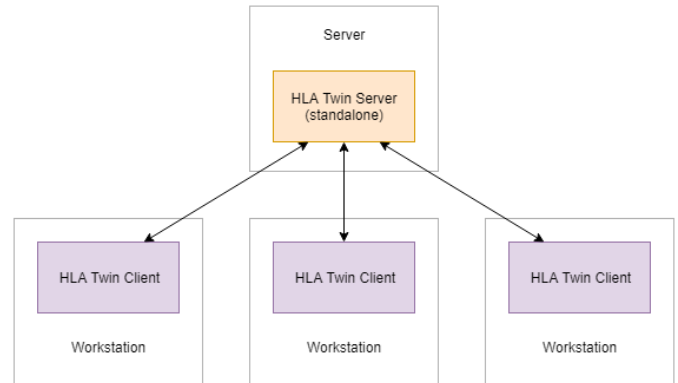 Server
HLA Twin Server
(standalone)
HLA Twin Client
HLA Twin Client
HLA Twin Client
Workstation
Workstation
Workstation